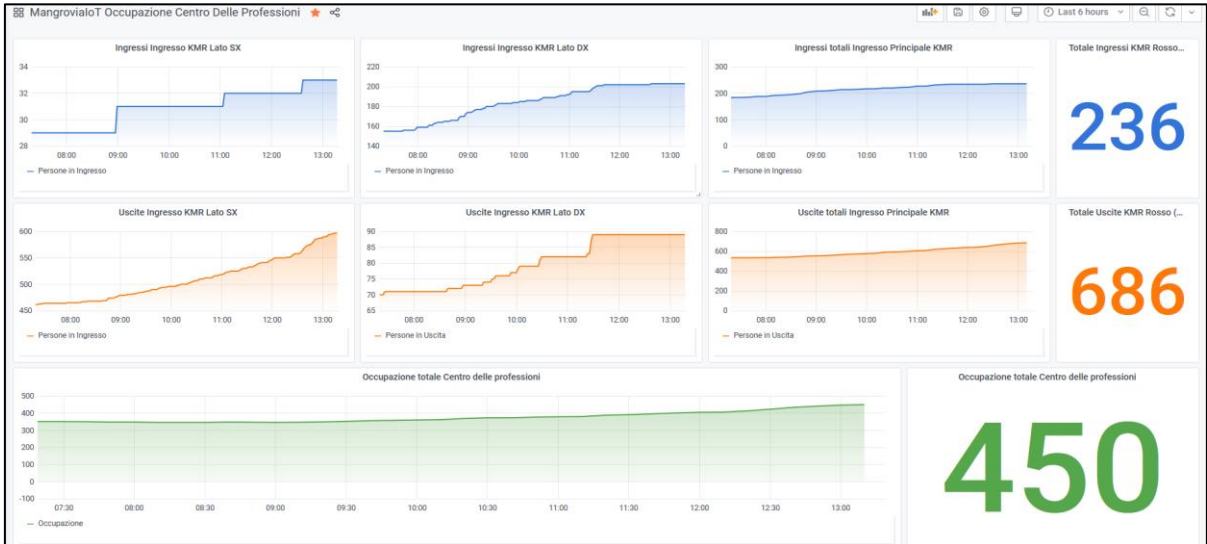 MangroviaIoT Occupazione Centro Delle Professioni
Last 6 hours
Ingressi Ingresso KMR Lato SX
34
32
30
28
08:00 09:00 10:00 11:00 12:00 13:00
Persone in Ingresso
Ingressi Ingresso KMR Lato DX
220
200
180
160
140
08:00 09:00 10:00 11:00 12:00 13:00
Persone in Ingresso
Ingressi totali Ingresso Principale KMR
300
200
100
0
08:00 09:00 10:00 11:00 12:00 13:00
Persone in Ingresso
Totale Ingressi KMR Rosso...
236
Uscite Ingresso KMR Lato SX
600
550
500
450
08:00 09:00 10:00 11:00 12:00 13:00
Persone in Ingresso
Uscite Ingresso KMR Lato DX
90
85
80
75
70
65
08:00 09:00 10:00 11:00 12:00 13:00
Persone in Uscita
Uscite totali Ingresso Principale KMR
800
600
400
200
0
08:00 09:00 10:00 11:00 12:00 13:00
Persone in Uscita
Totale Uscite KMR Rosso (...
686
Occupazione totale Centro delle professioni
500
400
300
200
100
0
-100
07:30 08:00 08:30 09:00 09:30 10:00 10:30 11:00 11:30 12:00 12:30 13:00
Occupazione
Occupazione totale Centro delle professioni
450